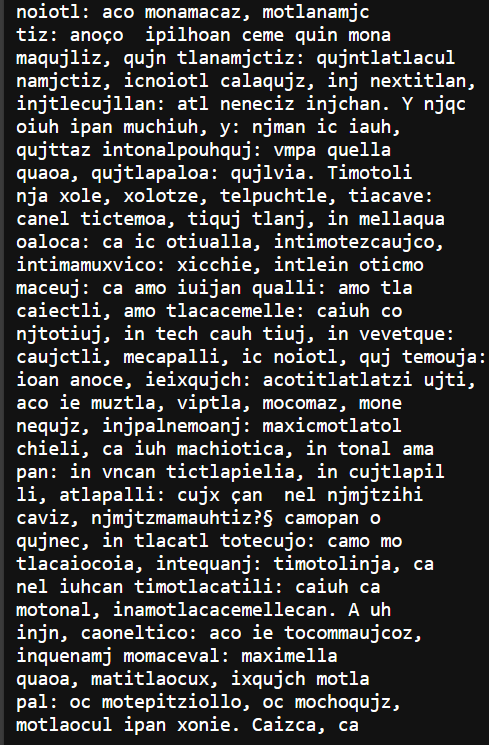 noiotl: aco monamacaz, motlanamjc
tiz: anoço  ipilhoan ceme quin mona
maqujliz, qujn tlanamjctiz: qujntlatlacul
namjctiz, icnoiotl calaqujz, inj nextitlan,
injtlecujllan: atl neneciz injchan. Y njqc
oiuh ipan muchiuh, y: njman ic iauh,
qujttaz intonalpouhquj: vmpa quella
quaoa, qujtlapaloa: qujlvia. Timotoli
nja xole, xolotze, telpuchtle, tiacave:
canel tictemoa, tiquj tlanj, in mellaqua
oaloca: ca ic otiualla, intimotezcaujco,
intimamuxvico: xicchie, intlein oticmo
maceuj: ca amo iuijan qualli: amo tla
caiectli, amo tlacacemelle: caiuh co
njtotiuj, in tech cauh tiuj, in vevetque:
caujctli, mecapalli, ic noiotl, quj temouja:
ioan anoce, ieixqujch: acotitlatlatzi ujti,
aco ie muztla, viptla, mocomaz, mone
nequjz, injpalnemoanj: maxicmotlatol
chieli, ca iuh machiotica, in tonal ama
pan: in vncan tictlapielia, in cujtlapil
li, atlapalli: cujx çan  nel njmjtzihi
caviz, njmjtzmamauhtiz?§ camopan o
qujnec, in tlacatl totecujo: camo mo
tlacaiocoia, intequanj: timotolinja, ca
nel iuhcan timotlacatili: caiuh ca
motonal, inamotlacacemellecan. A uh
injn, caoneltico: aco ie tocommaujcoz,
inquenamj momaceval: maximella
quaoa, matitlaocux, ixqujch motla
pal: oc motepitziollo, oc mochoqujz,
motlaocul ipan xonie. Caizca, ca